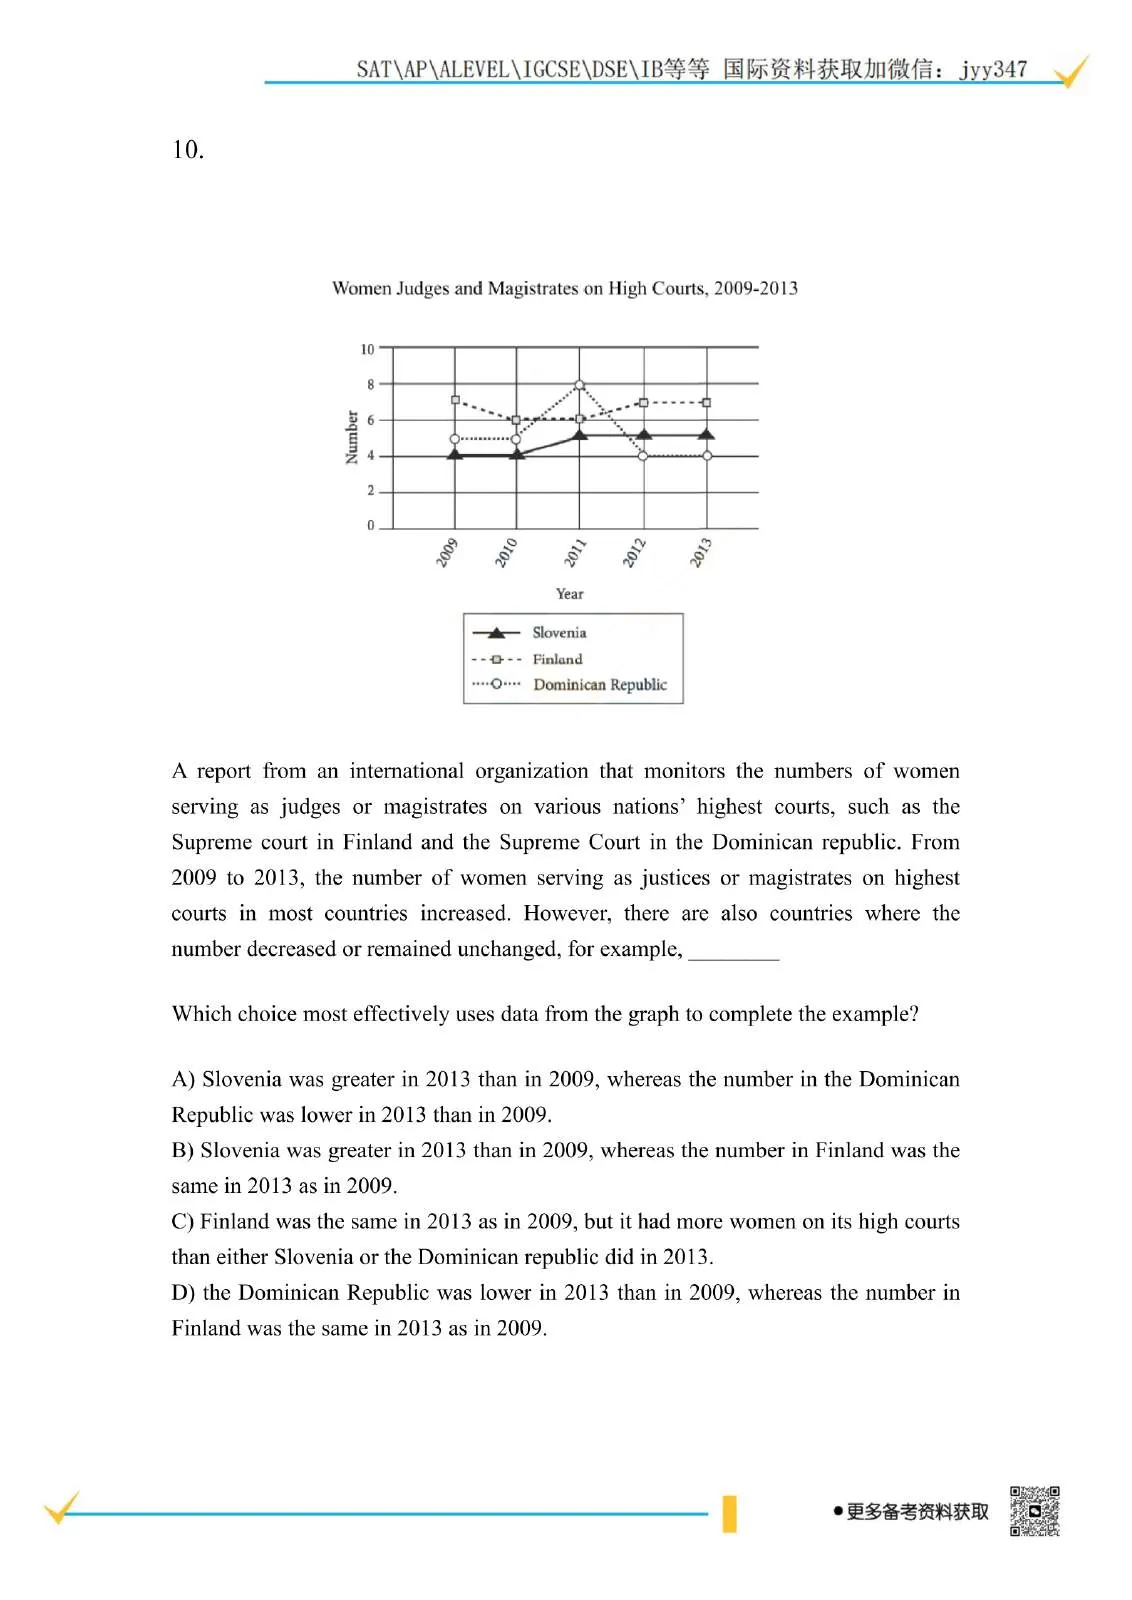 SAT\AP\ALEVEL\IGCSE\DSE\IB等等 国际资料获取加微信：jyy347
10.
Women Judges and Magistrates on High Courts, 2009-2013
10
8
6
4
2
0
Number
2009
2010
2011
2012
2013
Year
Slovenia
Finland
Dominican Republic
A report from an international organization that monitors the numbers of women
serving as judges or magistrates on various nations’ highest courts, such as the
Supreme court in Finland and the Supreme Court in the Dominican republic. From
2009 to 2013, the number of women serving as justices or magistrates on highest
courts in most countries increased. However, there are also countries where the
number decreased or remained unchanged, for example, ________
Which choice most effectively uses data from the graph to complete the example?
A) Slovenia was greater in 2013 than in 2009, whereas the number in the Dominican
Republic was lower in 2013 than in 2009.
B) Slovenia was greater in 2013 than in 2009, whereas the number in Finland was the
same in 2013 as in 2009.
C) Finland was the same in 2013 as in 2009, but it had more women on its high courts
than either Slovenia or the Dominican republic did in 2013.
D) the Dominican Republic was lower in 2013 than in 2009, whereas the number in
Finland was the same in 2013 as in 2009.
●更多备考资料获取